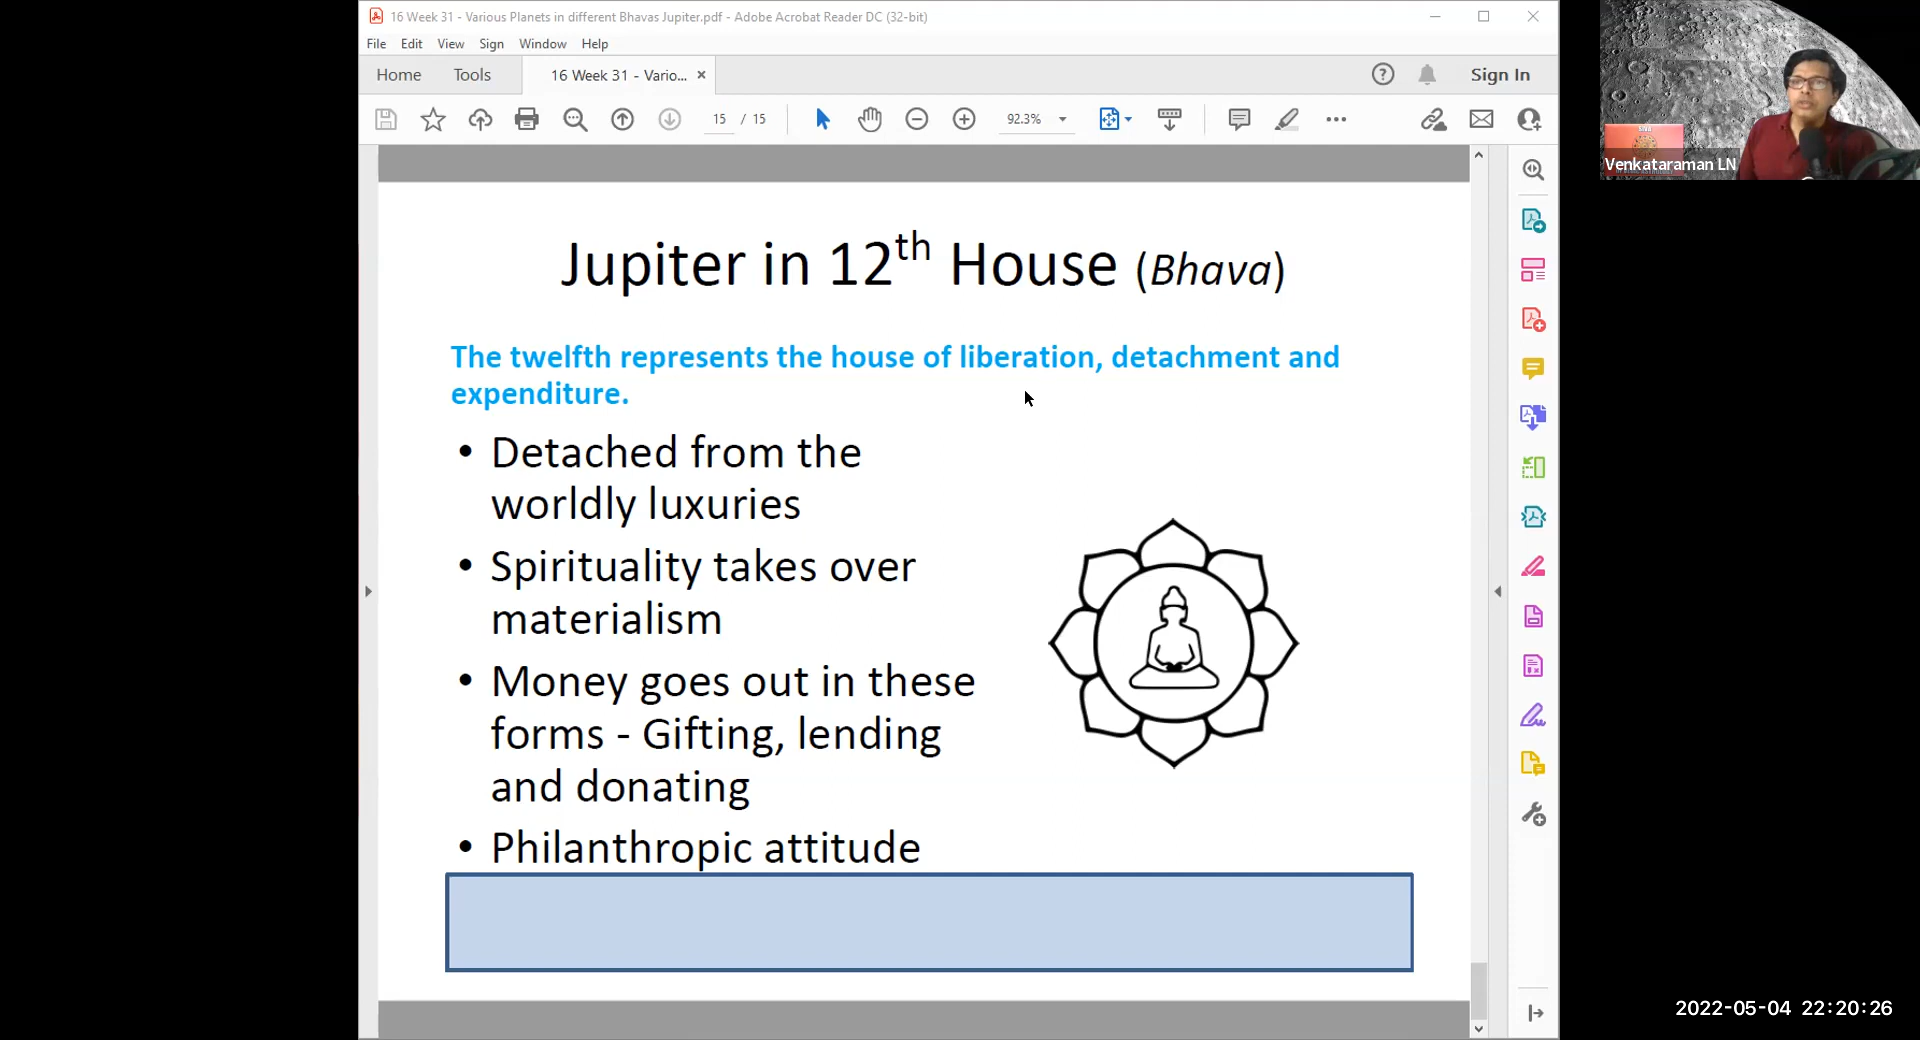 16 Week 31 - Various Planets in different Bhavas Jupiter.pdf - Adobe Acrobat Reader DC (32-bit)
File Edit View Sign Window Help
Home Tools 16 Week 31 - Vario... Sign In
15 / 15 92.3%
Venkataraman LN
Jupiter in 12th House (Bhava)
The twelfth represents the house of liberation, detachment and
expenditure.
• Detached from the
worldly luxuries
• Spirituality takes over
materialism
• Money goes out in these
forms - Gifting, lending
and donating
• Philanthropic attitude
2022-05-04 22:20:26